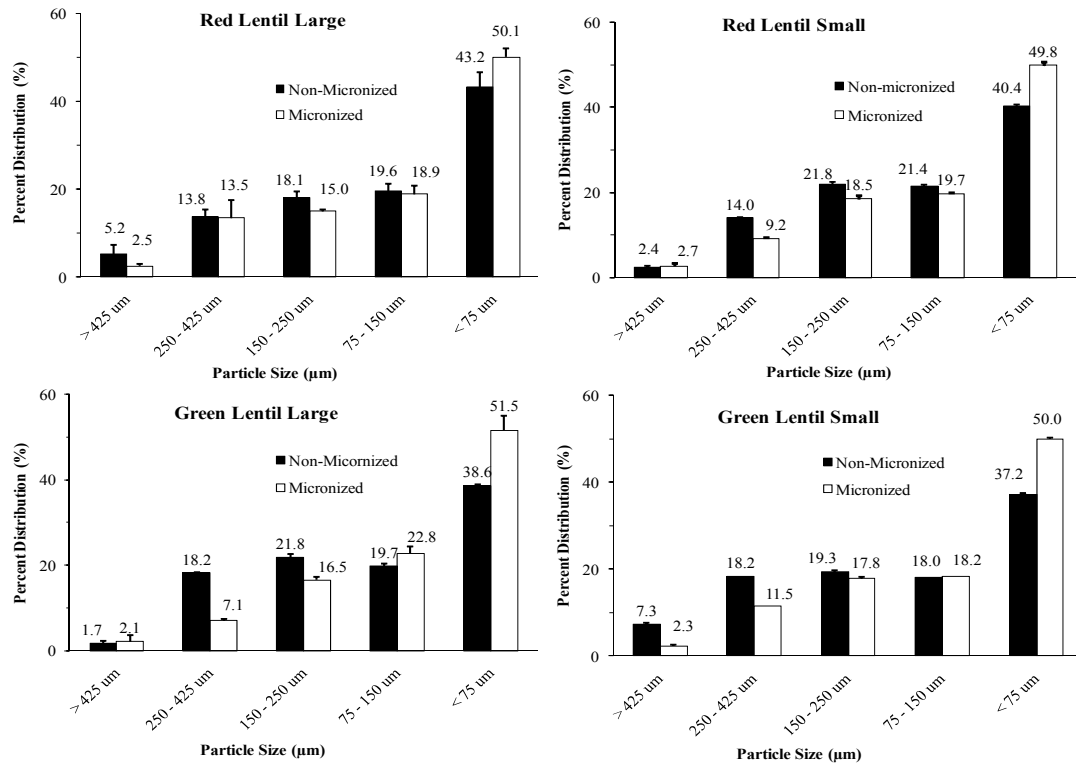 Red Lentil Large
Percent Distribution (%)
60
40
20
0
Non-Micronized
Micronized
5.2
2.5
13.8
13.5
18.1
15.0
19.6
18.9
43.2
50.1
> 425 um
250 - 425 um
150 - 250 um
75 - 150 um
<75 um
Particle Size (µm)
Red Lentil Small
Percent Distribution (%)
60
40
20
0
Non-micronized
Micronized
2.4
2.7
14.0
9.2
21.8
18.5
21.4
19.7
40.4
49.8
> 425 um
250 - 425 um
150 - 250 um
75 - 150 um
<75 um
Particle Size (µm)
Green Lentil Large
Percent Distribution (%)
60
40
20
0
Non-Micornized
Micronized
1.7
2.1
18.2
7.1
21.8
16.5
19.7
22.8
38.6
51.5
> 425 um
250 - 425 um
150 - 250 um
75 - 150 um
<75 um
Particle Size (µm)
Green Lentil Small
Percent Distribution (%)
60
40
20
0
Non-Micronized
Micronized
7.3
2.3
18.2
11.5
19.3
17.8
18.0
18.2
37.2
50.0
> 425 um
250 - 425 um
150 - 250 um
75 - 150 um
<75 um
Particle Size (µm)